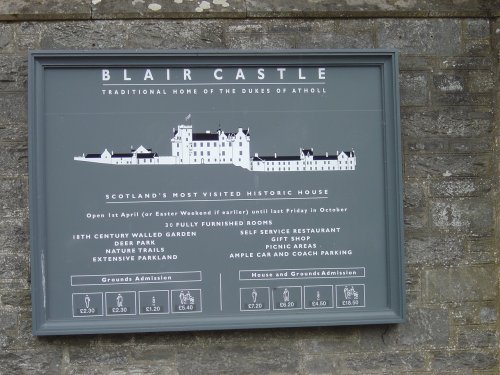 BLAIR CASTLE
TRADITIONAL HOME OF THE DUKES OF ATHOLL
SCOTLAND'S MOST VISITED HISTORIC HOUSE
Open 1st April (or Easter Weekend if earlier) until last Friday in October
30 FULLY FURNISHED ROOMS
18TH CENTURY WALLED GARDEN
DEER PARK
NATURE TRAILS
EXTENSIVE PARKLAND
SELF SERVICE RESTAURANT
GIFT SHOP
PICNIC AREAS
AMPLE CAR AND COACH PARKING
Grounds Admission
£2.30 £2.30 £1.20 £5.40
House and Grounds Admission
£7.20 £6.20 £4.50 £18.50